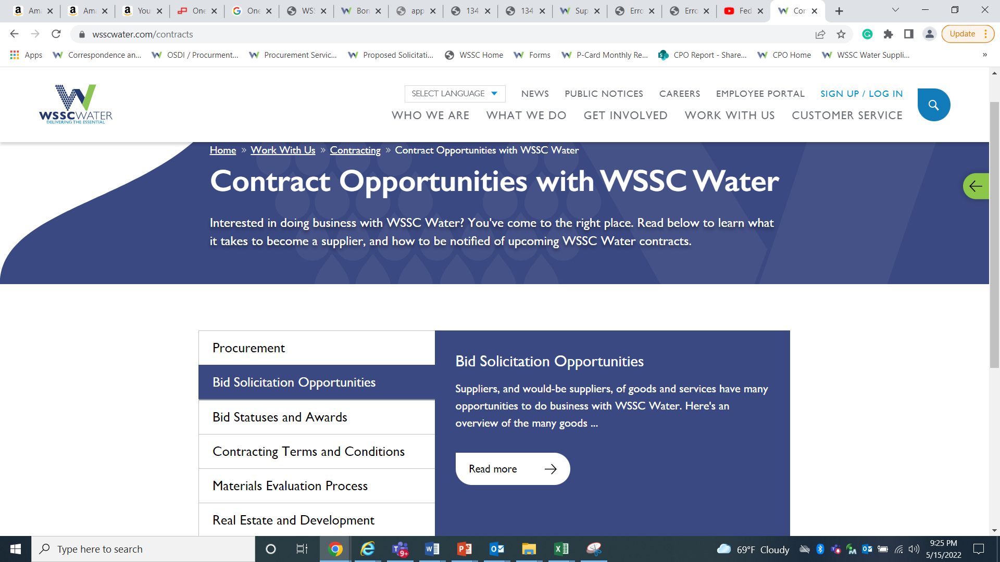 Am
Am
You
One
One
WS
Bon
app
134
134
Sup
Erro
Erro
Fed
Con
wsscwater.com/contracts
Update
Apps
Correspondence an...
OSDI / Procurment...
Procurement Servic...
Proposed Solicitati...
WSSC Home
Forms
P-Card Monthly Re...
CPO Report - Share...
CPO Home
WSSC Water Suppli...
»
WSSCWATER
DELIVERING THE ESSENTIAL
SELECT LANGUAGE
NEWS
PUBLIC NOTICES
CAREERS
EMPLOYEE PORTAL
SIGN UP / LOG IN
WHO WE ARE
WHAT WE DO
GET INVOLVED
WORK WITH US
CUSTOMER SERVICE
Home » Work With Us » Contracting » Contract Opportunities with WSSC Water
Contract Opportunities with WSSC Water
Interested in doing business with WSSC Water? You've come to the right place. Read below to learn what
it takes to become a supplier, and how to be notified of upcoming WSSC Water contracts.
Procurement
Bid Solicitation Opportunities
Bid Statuses and Awards
Contracting Terms and Conditions
Materials Evaluation Process
Real Estate and Development
Bid Solicitation Opportunities
Suppliers, and would-be suppliers, of goods and services have many
opportunities to do business with WSSC Water. Here's an
overview of the many goods ...
Read more
Type here to search
9+
69°F Cloudy
9:25 PM
5/15/2022